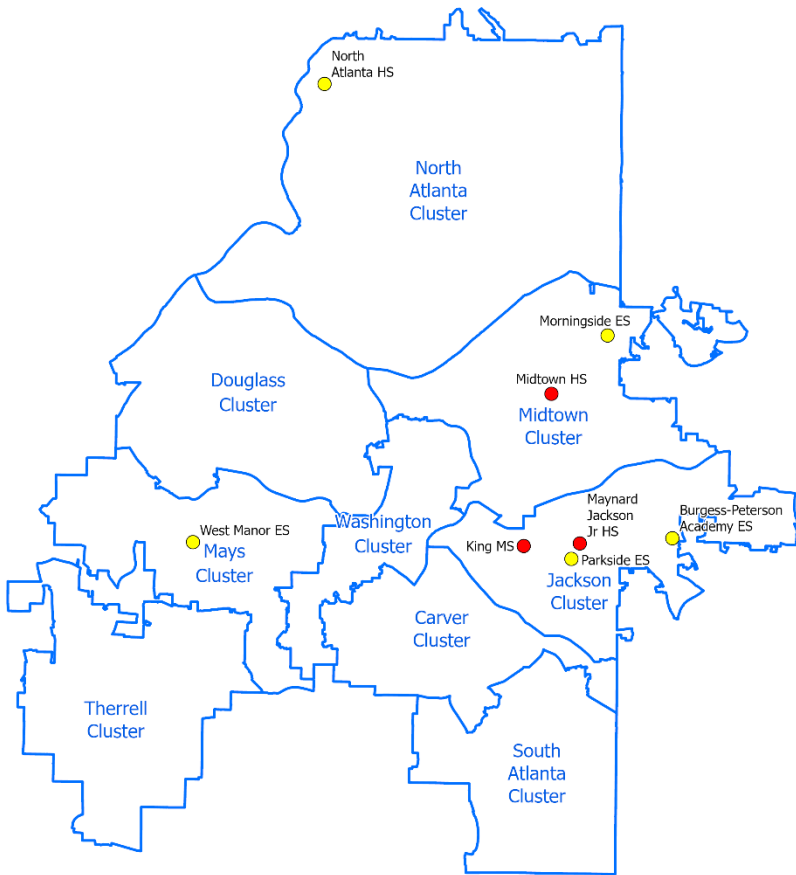 North
Atlanta HS
North
Atlanta
Cluster
Morningside ES
Douglass
Cluster
Midtown HS
Midtown
Cluster
West Manor ES
Mays
Cluster
Washington
Cluster
King MS
Maynard
Jackson
Jr HS
Parkside ES
Jackson
Cluster
Burgess-Peterson
Academy ES
Carver
Cluster
Therrell
Cluster
South
Atlanta
Cluster